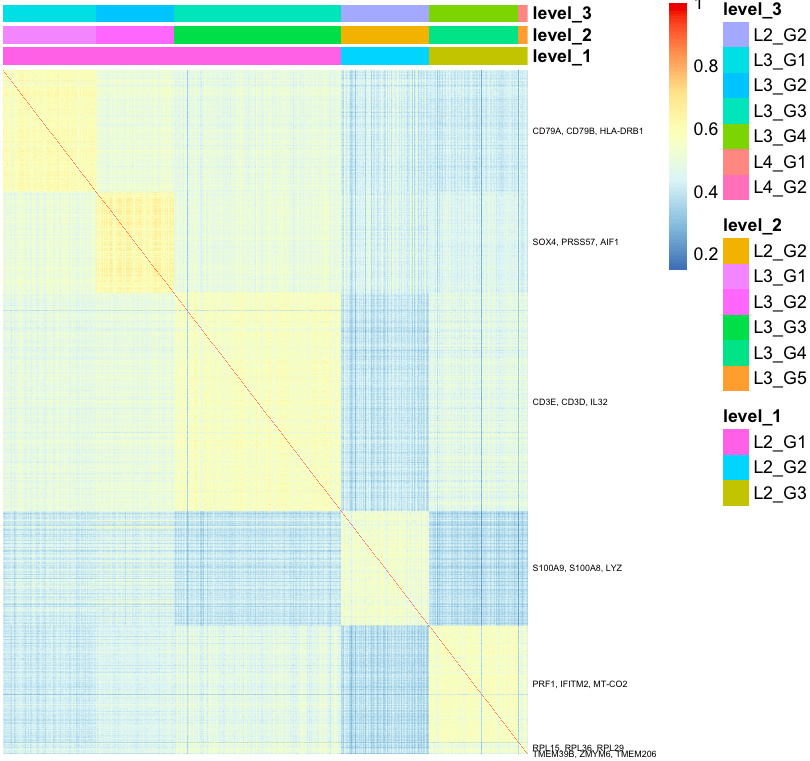 level_3
level_2
level_1
CD79A, CD79B, HLA-DRB1
SOX4, PRSS57, AIF1
CD3E, CD3D, IL32
S100A9, S100A8, LYZ
PRF1, IFITM2, MT-CO2
RPL15, RPL36, RPL29
TMEM39B, ZMYM6, TMEM206
1
0.8
0.6
0.4
0.2
level_3
L2_G2
L3_G1
L3_G2
L3_G3
L3_G4
L4_G1
L4_G2
level_2
L2_G2
L3_G1
L3_G2
L3_G3
L3_G4
L3_G5
level_1
L2_G1
L2_G2
L2_G3